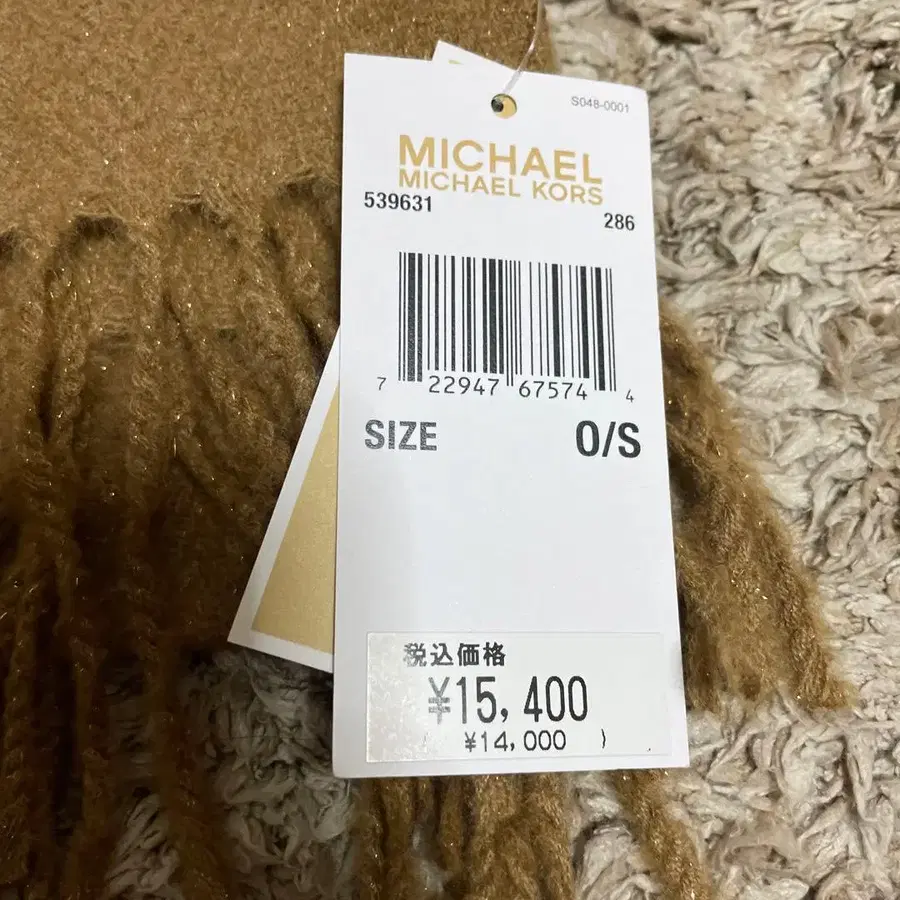 S048-0001
MICHAEL
MICHAEL KORS
539631
286
7 22947 67574 4
SIZE O/S
税込価格
¥15,400
( ¥14,000 )